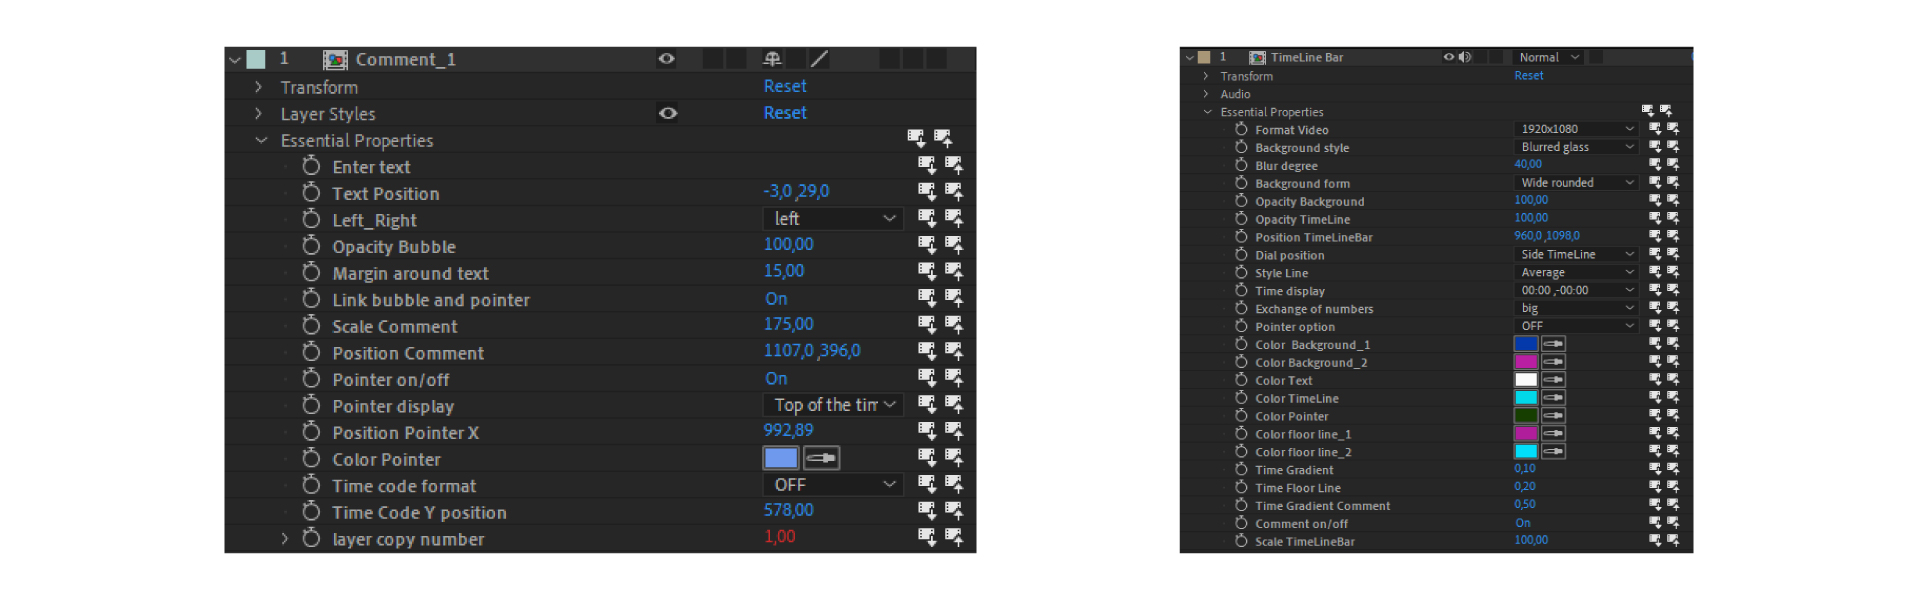 1 Comment_1
Transform Reset
Layer Styles Reset
Essential Properties
Enter text
Text Position -3,0 ,29,0
Left_Right left
Opacity Bubble 100,00
Margin around text 15,00
Link bubble and pointer On
Scale Comment 175,00
Position Comment 1107,0 ,396,0
Pointer on/off On
Pointer display Top of the tim
Position Pointer X 992,89
Color Pointer
Time code format OFF
Time Code Y position 578,00
layer copy number 1,00
1 TimeLine Bar Normal
Transform Reset
Audio
Essential Properties
Format Video 1920x1080
Background style Blurred glass
Blur degree 40,00
Background form Wide rounded
Opacity Background 100,00
Opacity TimeLine 100,00
Position TimeLineBar 960,0 ,1098,0
Dial position Side TimeLine
Style Line Average
Time display 00:00 ,-00:00
Exchange of numbers big
Pointer option OFF
Color Background_1
Color Background_2
Color Text
Color TimeLine
Color Pointer
Color floor line_1
Color floor line_2
Time Gradient 0,10
Time Floor Line 0,20
Time Gradient Comment 0,50
Comment on/off On
Scale TimeLineBar 100,00